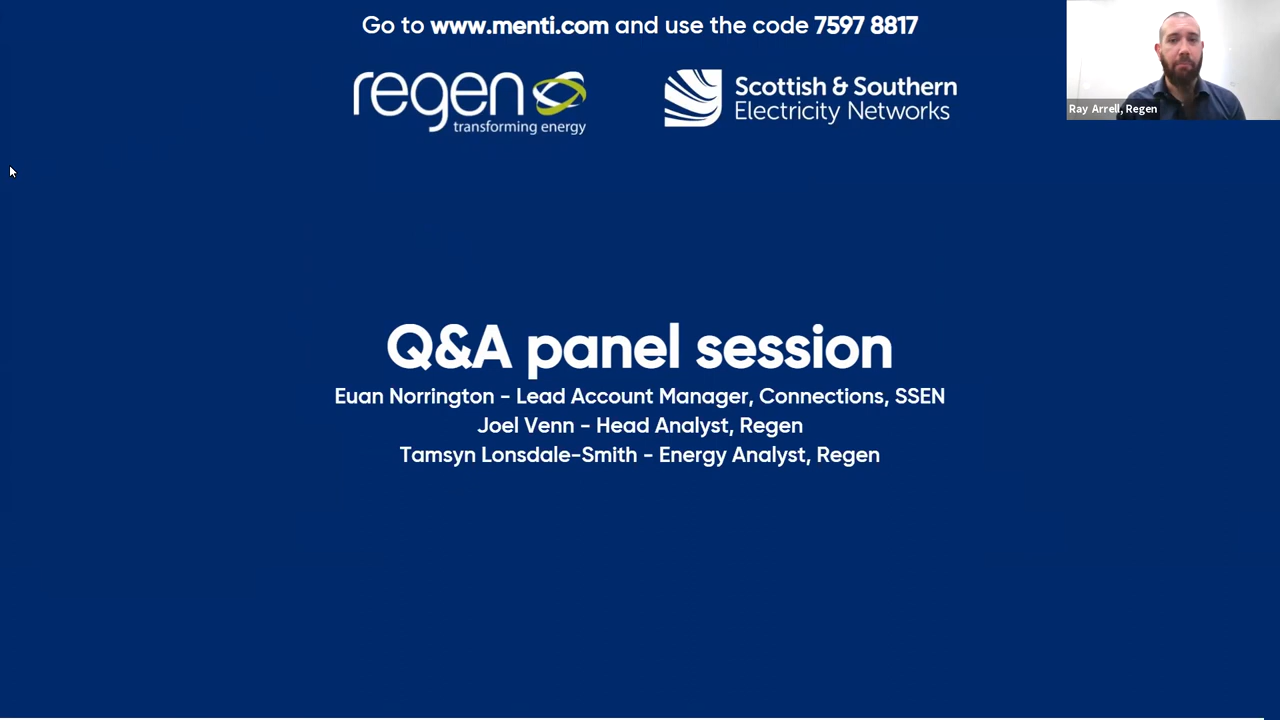 Go to www.menti.com and use the code 7597 8817
regen
transforming energy
Scottish & Southern
Electricity Networks
Ray Arrell, Regen
Q&A panel session
Euan Norrington - Lead Account Manager, Connections, SSEN
Joel Venn - Head Analyst, Regen
Tamsyn Lonsdale-Smith - Energy Analyst, Regen